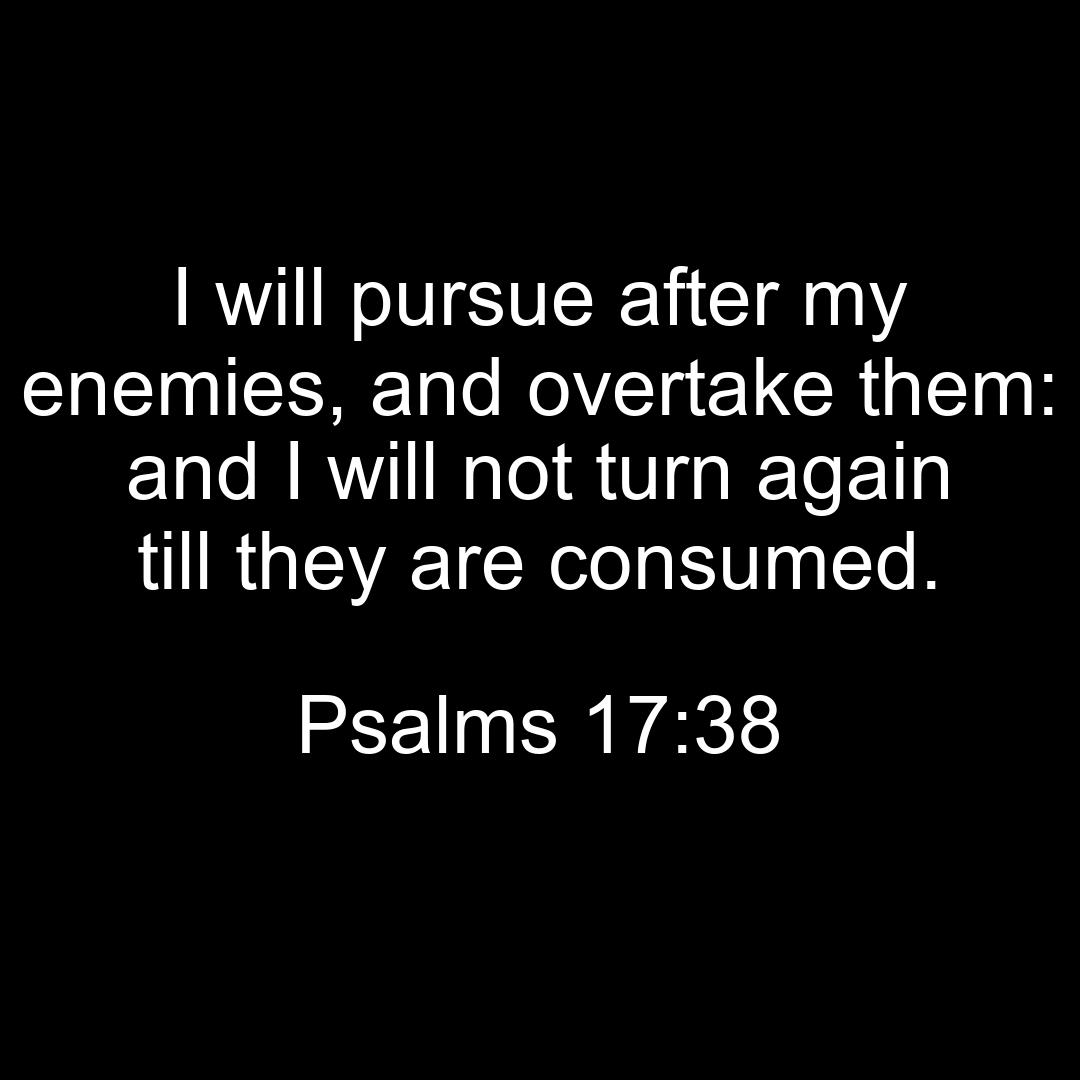 I will pursue after my
enemies, and overtake them:
and I will not turn again
till they are consumed.
Psalms 17:38